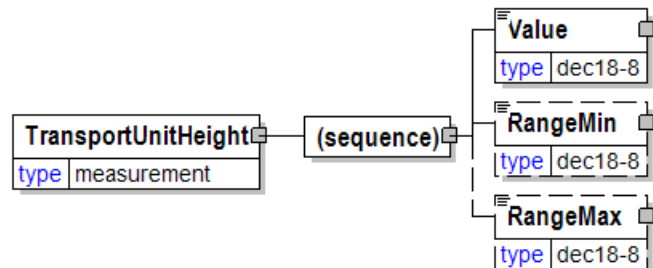 Value
type dec18-8
RangeMin
type dec18-8
TransportUnitHeight
type measurement
(sequence)
RangeMax
type dec18-8